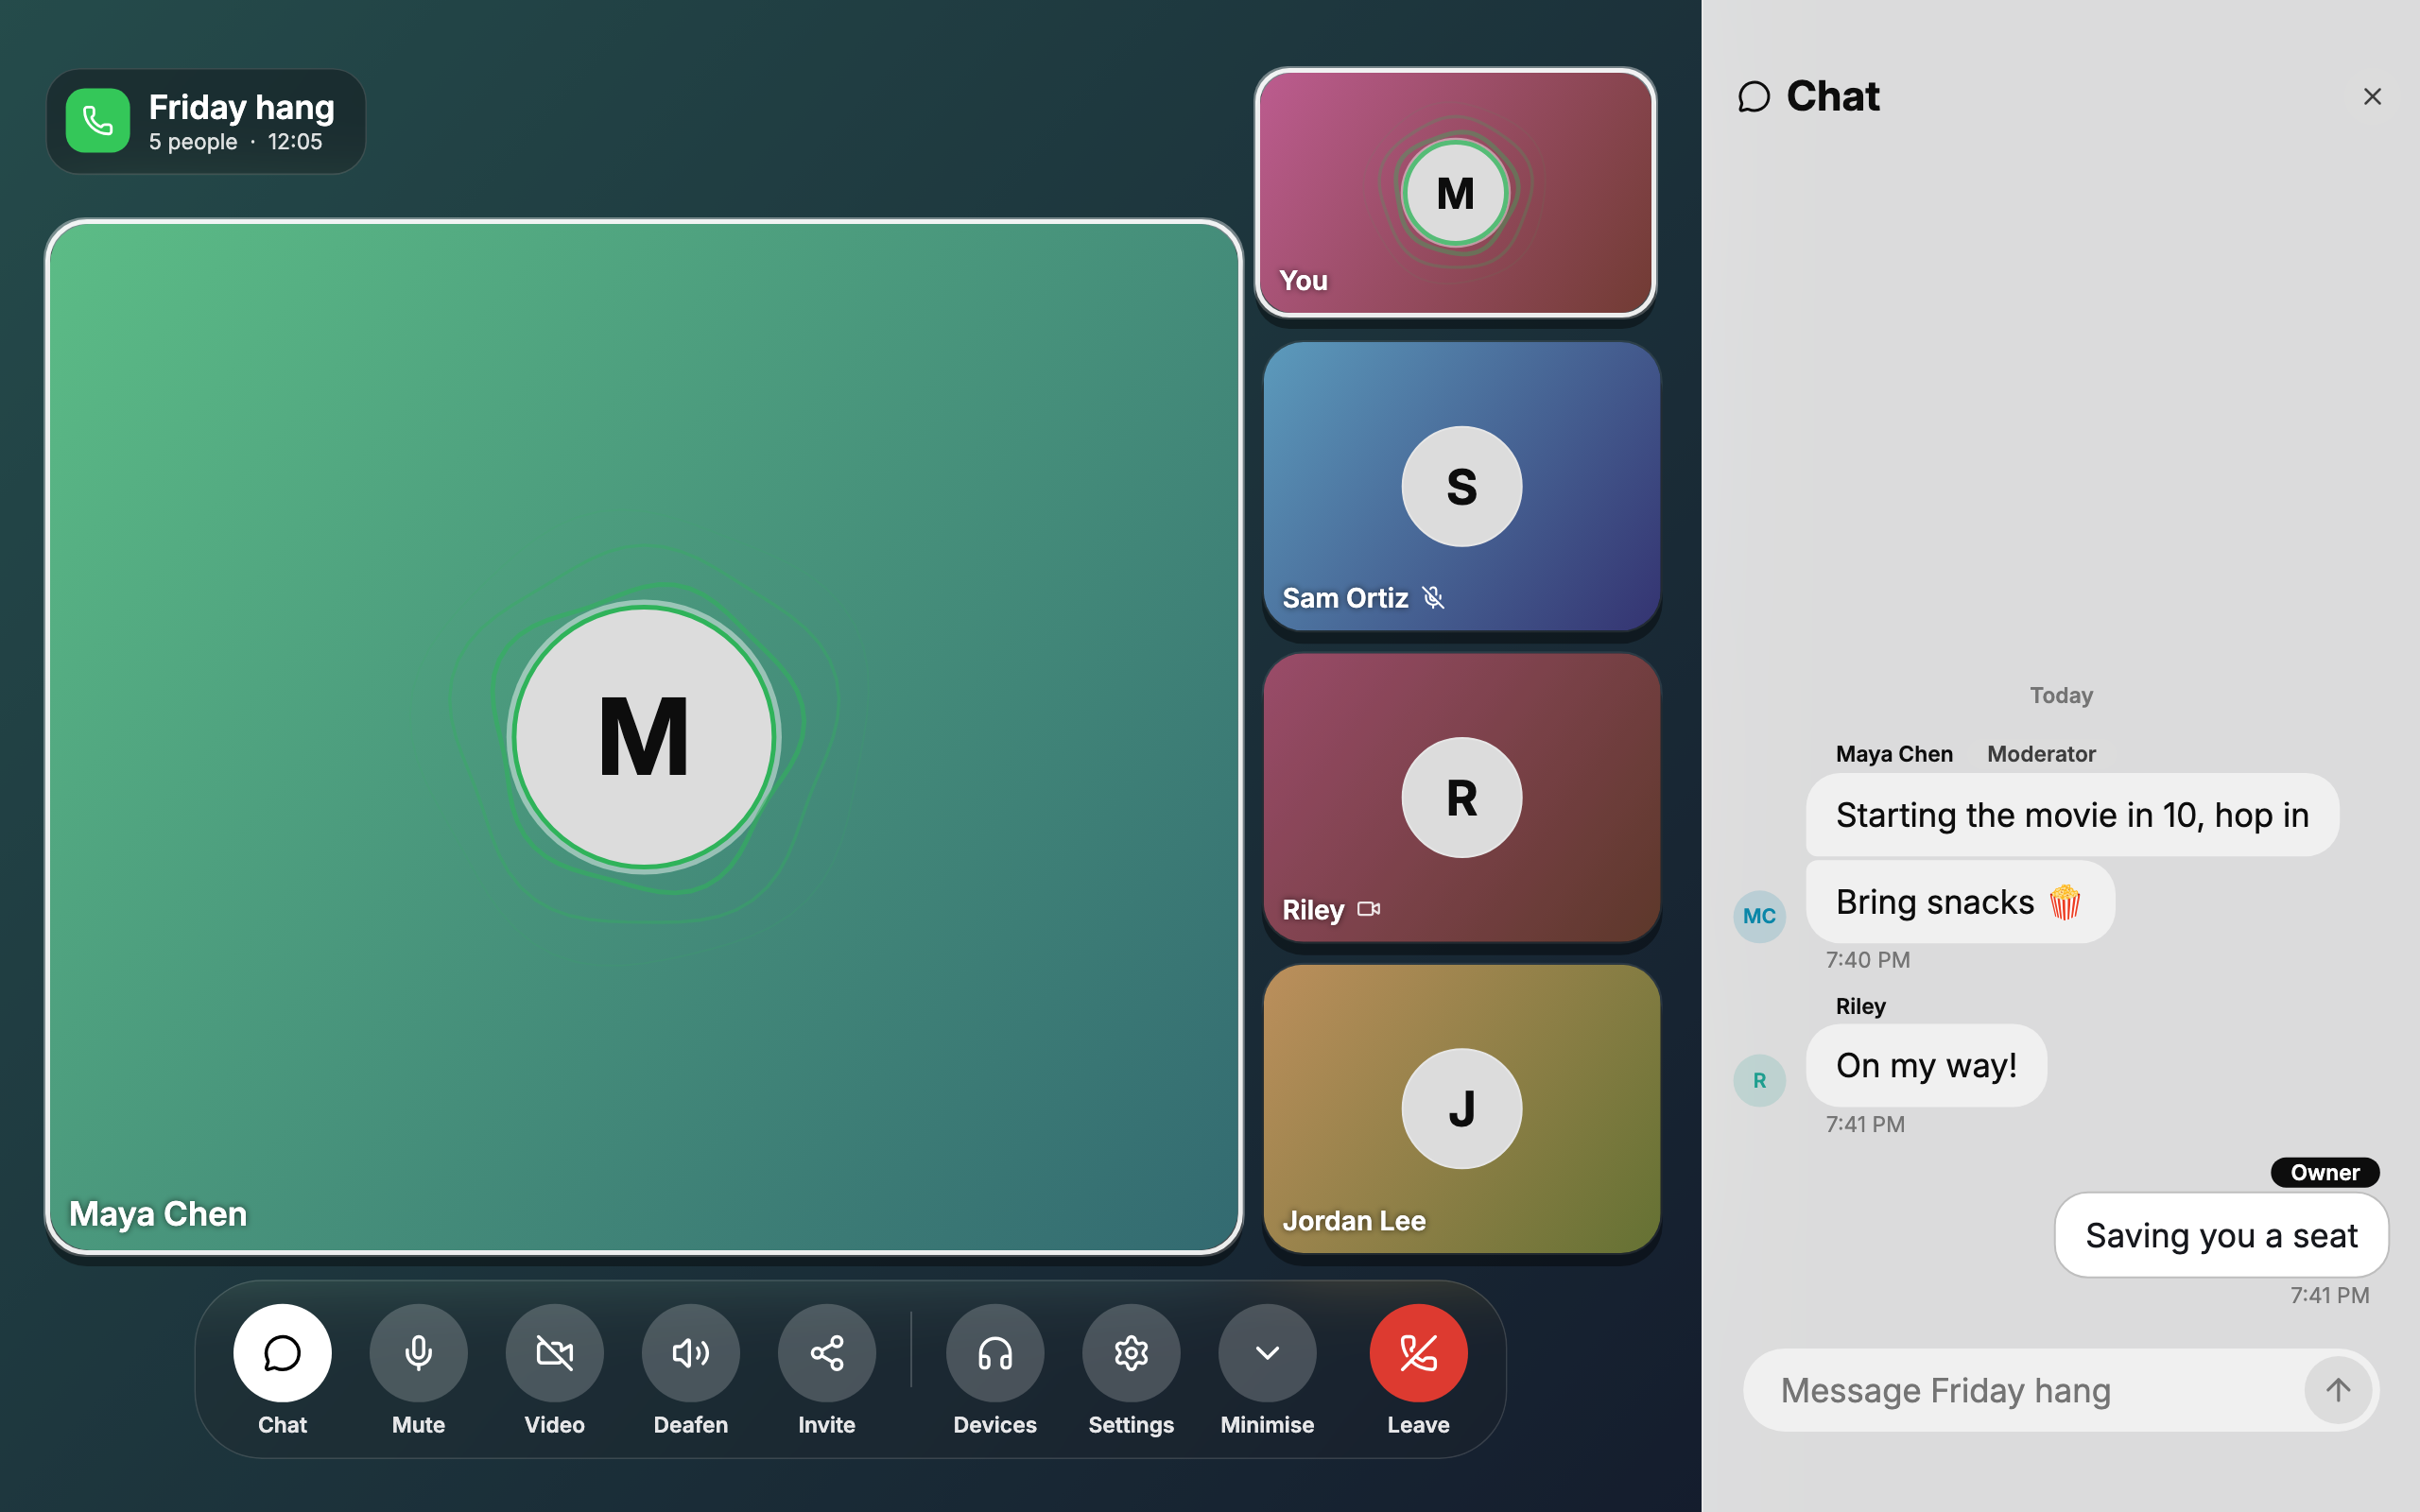 Friday hang
5 people · 12:05
M
Maya Chen
M
You
S
Sam Ortiz
R
Riley
J
Jordan Lee
Chat
Mute
Video
Deafen
Invite
Devices
Settings
Minimise
Leave
Chat
Today
Maya Chen Moderator
Starting the movie in 10, hop in
Bring snacks 🍿
MC
7:40 PM
Riley
On my way!
R
7:41 PM
Owner
Saving you a seat
7:41 PM
Message Friday hang